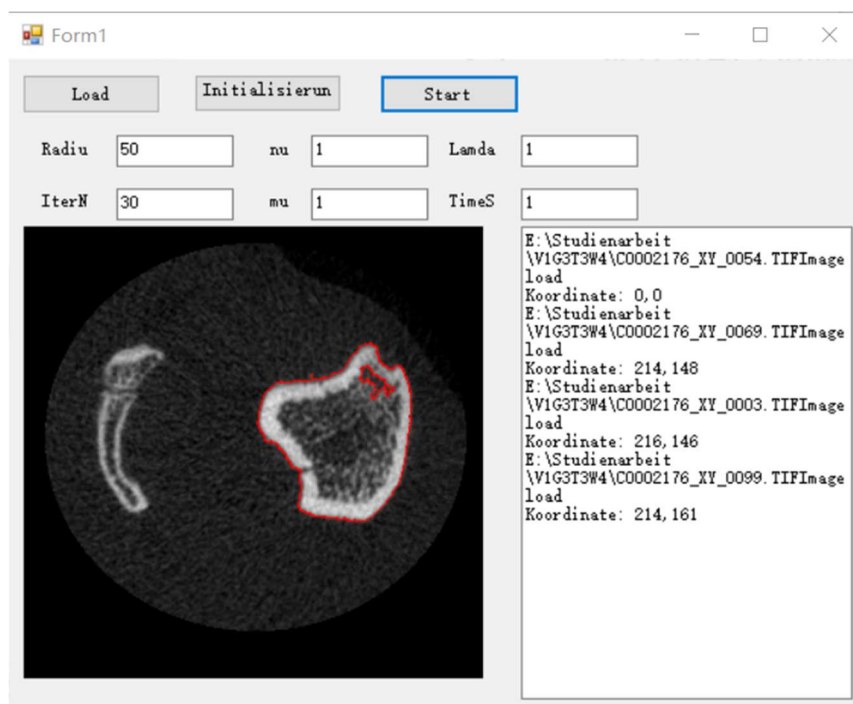 Form1
Load Initialisierun Start
Radiu 50 nu 1 Lamda 1
IterN 30 mu 1 TimeS 1
E:\Studienarbeit
\V1G3T3W4\C0002176_XY_0054.TIFImage
load
Koordinate: 0,0
E:\Studienarbeit
\V1G3T3W4\C0002176_XY_0069.TIFImage
load
Koordinate: 214,148
E:\Studienarbeit
\V1G3T3W4\C0002176_XY_0003.TIFImage
load
Koordinate: 216,146
E:\Studienarbeit
\V1G3T3W4\C0002176_XY_0099.TIFImage
load
Koordinate: 214,161